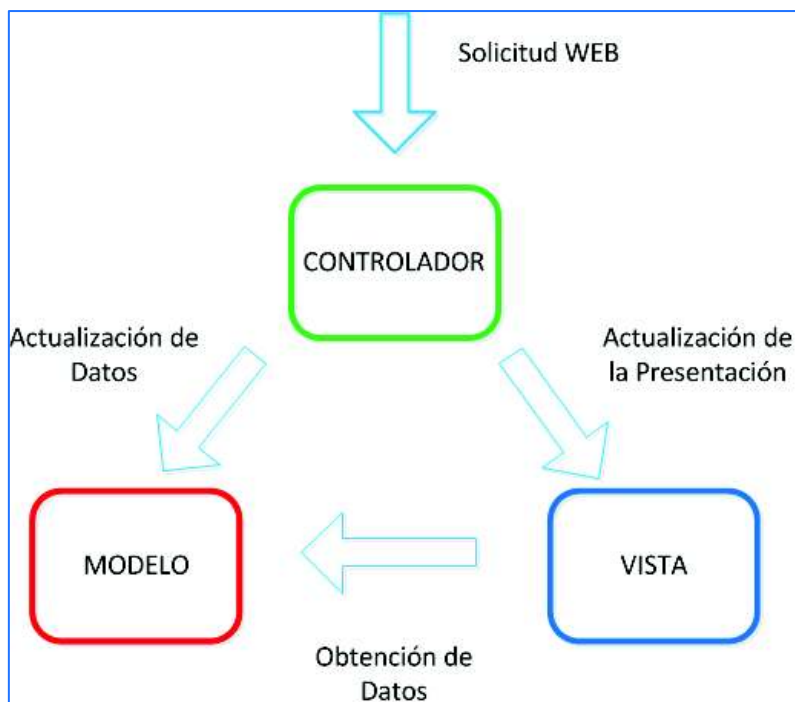 Solicitud WEB
CONTROLADOR
Actualización de
Datos
Actualización de
la Presentación
MODELO
VISTA
Obtención de
Datos